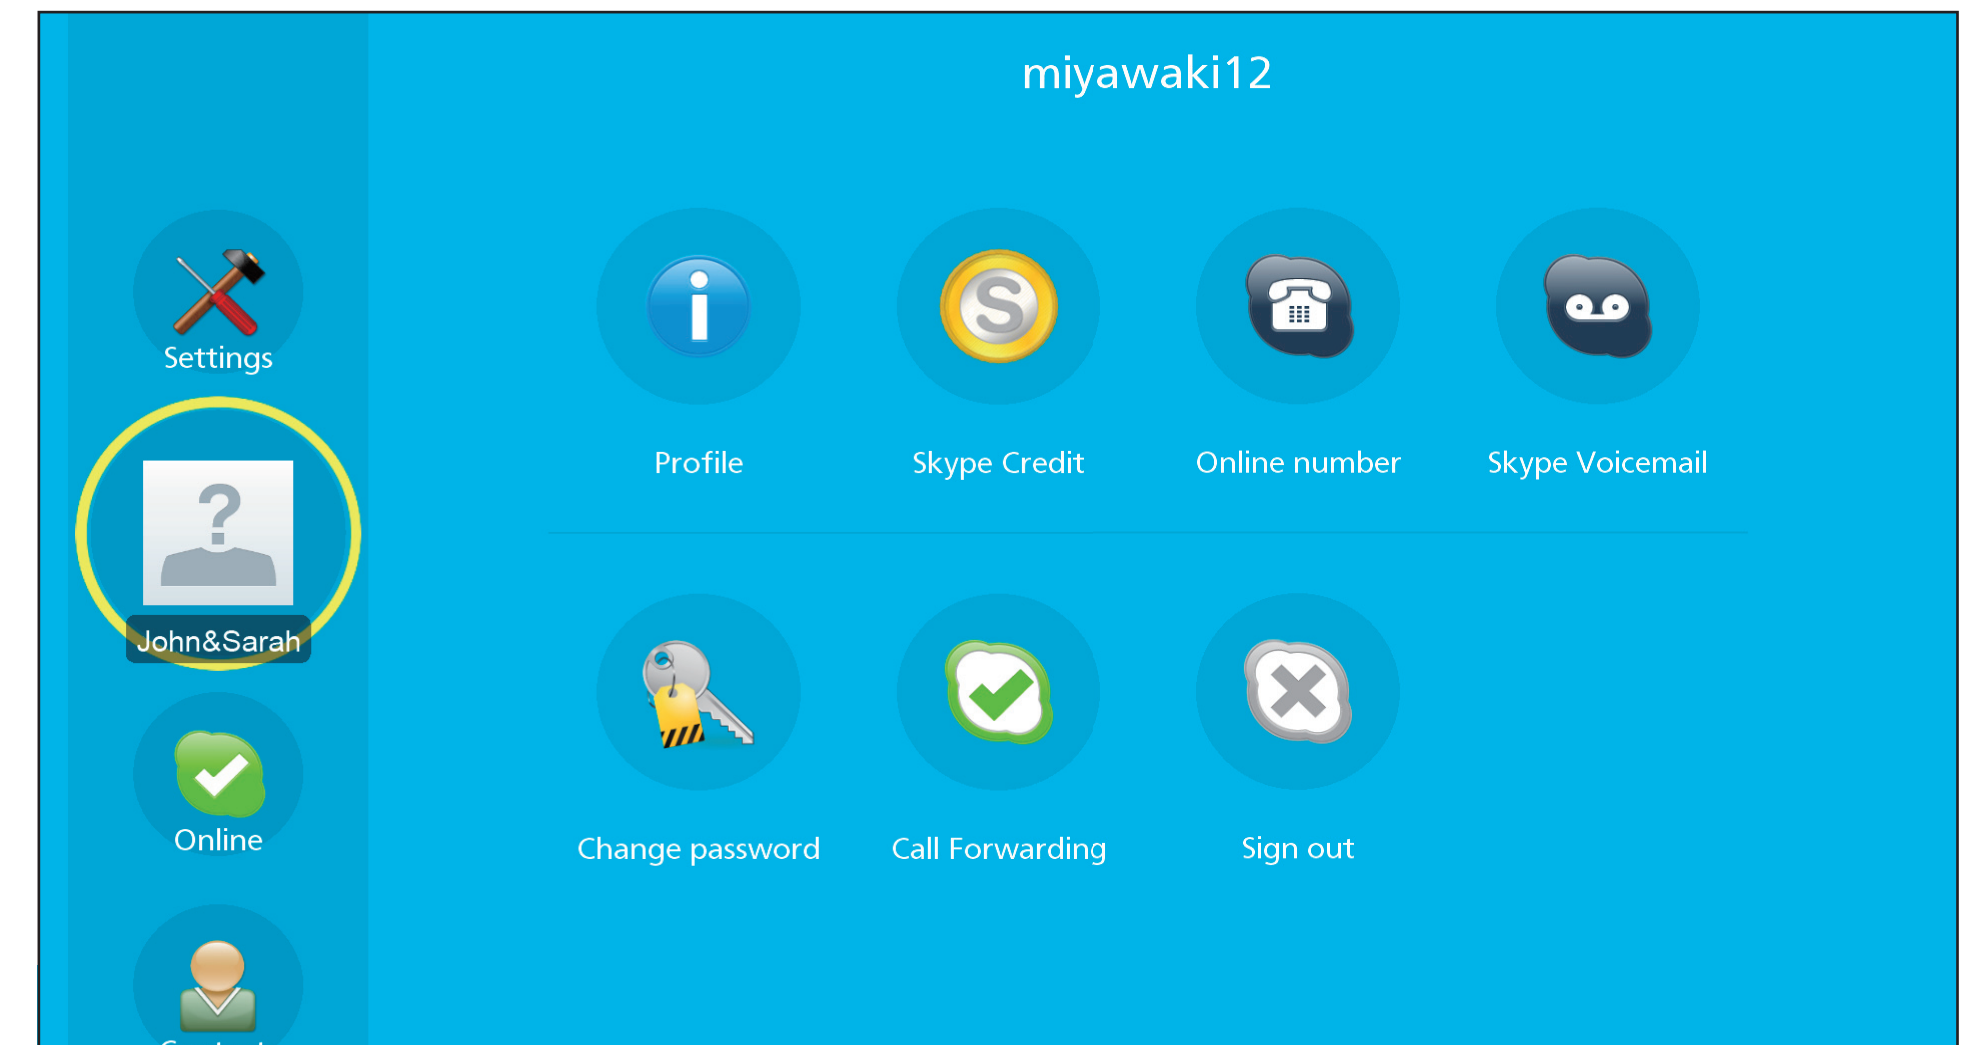 miyawaki12
Settings
John&Sarah
Online
Profile
Skype Credit
Online number
Skype Voicemail
Change password
Call Forwarding
Sign out